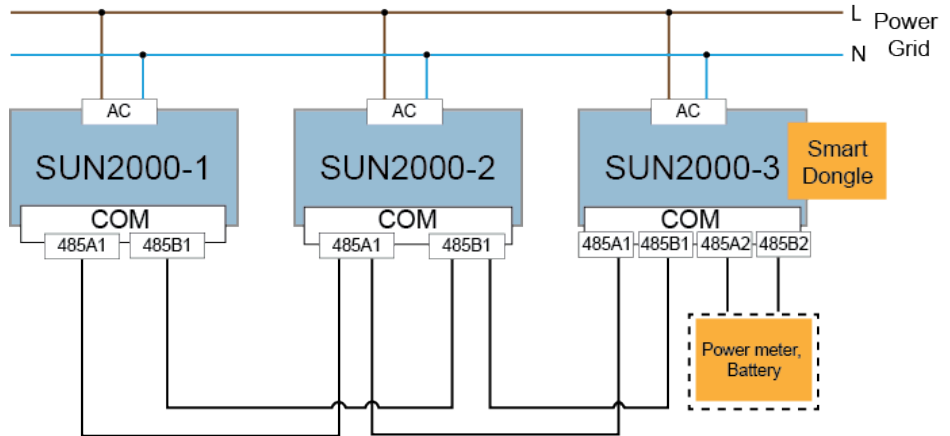 L
Power
Grid
N
AC
AC
AC
SUN2000-1
SUN2000-2
SUN2000-3
Smart
Dongle
COM
COM
COM
485A1
485B1
485A1
485B1
485A1
485B1
485A2
485B2
Power meter,
Battery